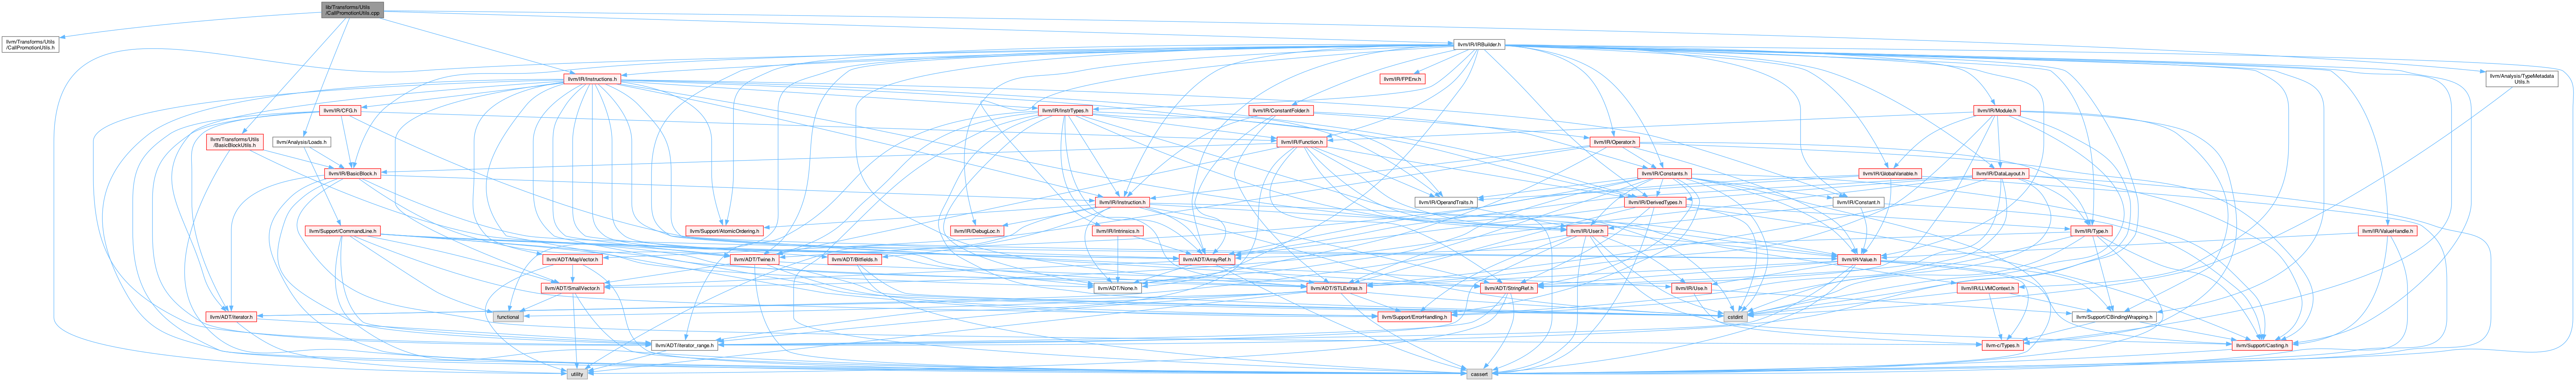 lib/Transforms/Utils
/CallPromotionUtils.cpp
llvm/Transforms/Utils
/CallPromotionUtils.h
llvm/IR/IRBuilder.h
llvm/IR/Instructions.h
llvm/IR/FPEnv.h
llvm/Analysis/TypeMetadata
Utils.h
llvm/IR/CFG.h
llvm/IR/InstrTypes.h
llvm/IR/ConstantFolder.h
llvm/IR/Module.h
llvm/Transforms/Utils
/BasicBlockUtils.h
llvm/Analysis/Loads.h
llvm/IR/Function.h
llvm/IR/Operator.h
llvm/IR/BasicBlock.h
llvm/IR/Constants.h
llvm/IR/GlobalVariable.h
llvm/IR/DataLayout.h
llvm/IR/Instruction.h
llvm/IR/OperandTraits.h
llvm/IR/DerivedTypes.h
llvm/IR/Constant.h
llvm/Support/CommandLine.h
llvm/Support/AtomicOrdering.h
llvm/IR/DebugLoc.h
llvm/IR/Intrinsics.h
llvm/IR/User.h
llvm/IR/Type.h
llvm/IR/ValueHandle.h
llvm/ADT/MapVector.h
llvm/ADT/Twine.h
llvm/ADT/Bitfields.h
llvm/ADT/ArrayRef.h
llvm/IR/Value.h
llvm/ADT/SmallVector.h
llvm/ADT/None.h
llvm/ADT/STLExtras.h
llvm/ADT/StringRef.h
llvm/IR/Use.h
llvm/IR/LLVMContext.h
llvm/ADT/iterator.h
functional
llvm/Support/ErrorHandling.h
cstdint
llvm/Support/CBindingWrapping.h
llvm/ADT/iterator_range.h
llvm-c/Types.h
llvm/Support/Casting.h
utility
cassert